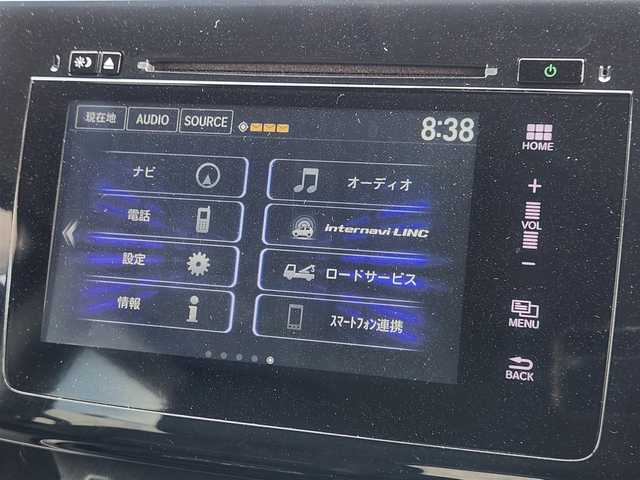 現在地 AUDIO SOURCE 8:38
ナビ オーディオ
電話 internavi LINC
設定 ロードサービス
情報 スマートフォン連携
HOME
+
VOL
−
MENU
BACK